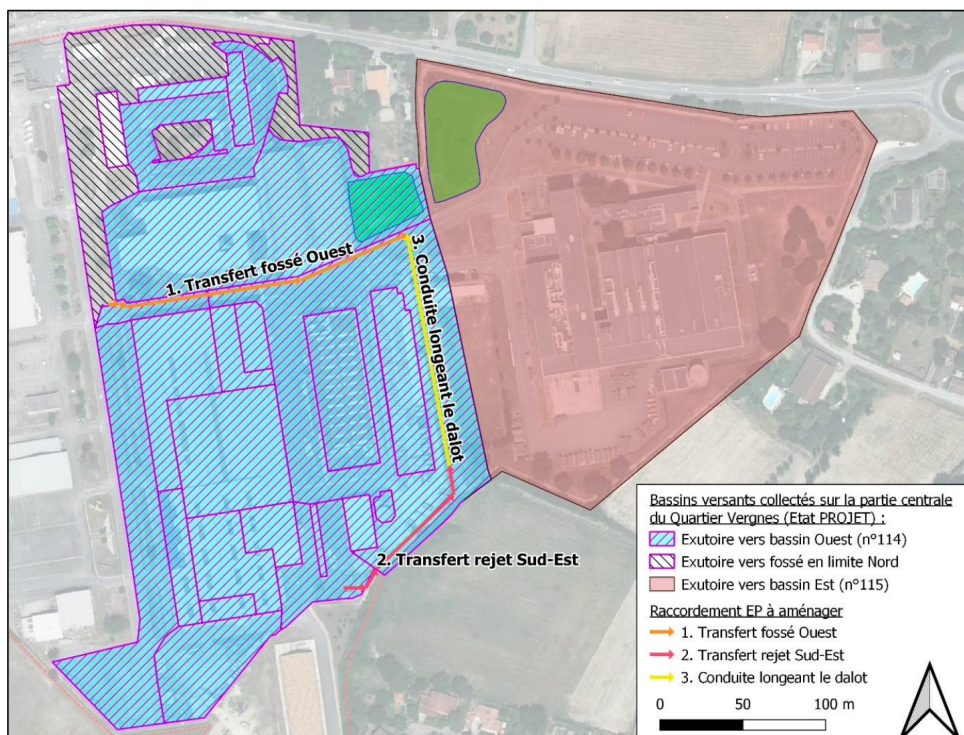 1. Transfert fossé Ouest
3. Conduite longeant le dalot
2. Transfert rejet Sud-Est
Bassins versants collectés sur la partie centrale
du Quartier Vergnes (Etat PROJET) :
Exutoire vers bassin Ouest (n°114)
Exutoire vers fossé en limite Nord
Exutoire vers bassin Est (n°115)
Raccordement EP à aménager
1. Transfert fossé Ouest
2. Transfert rejet Sud-Est
3. Conduite longeant le dalot
0 50 100 m